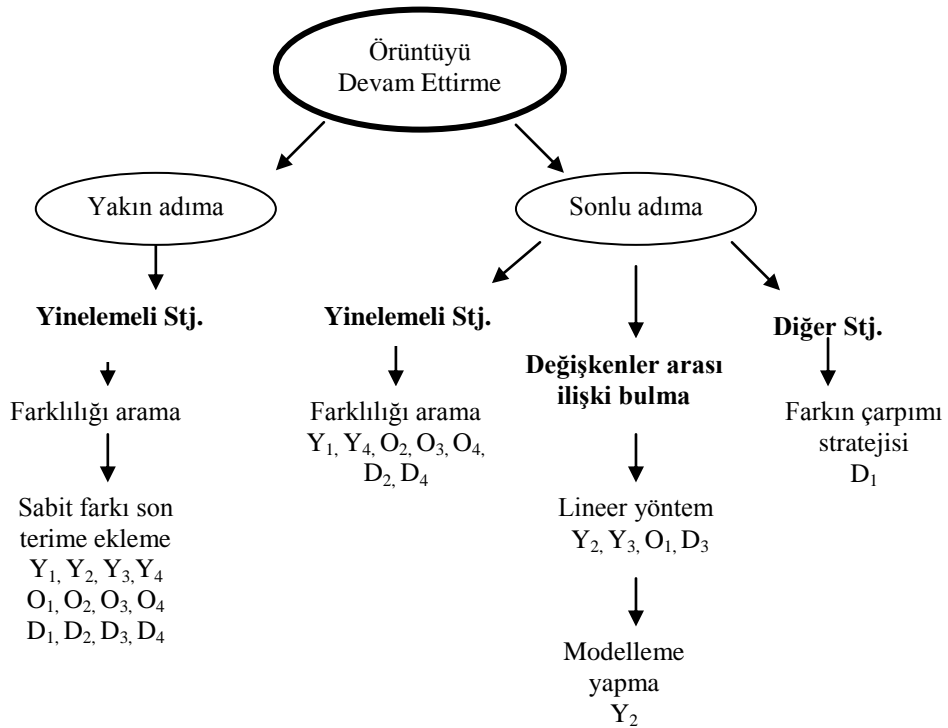 Örüntüyü
Devam Ettirme
Yakın adıma
Sonlu adıma
Yinelemeli Stj.
Farklılığı arama
Sabit farkı son
terime ekleme
Y₁, Y₂, Y₃, Y₄
O₁, O₂, O₃, O₄
D₁, D₂, D₃, D₄
Yinelemeli Stj.
Farklılığı arama
Y₁, Y₄, O₂, O₃, O₄,
D₂, D₄
Değişkenler arası
ilişki bulma
Lineer yöntem
Y₂, Y₃, O₁, D₃
Modelleme
yapma
Y₂
Diğer Stj.
Farkın çarpımı
stratejisi
D₁